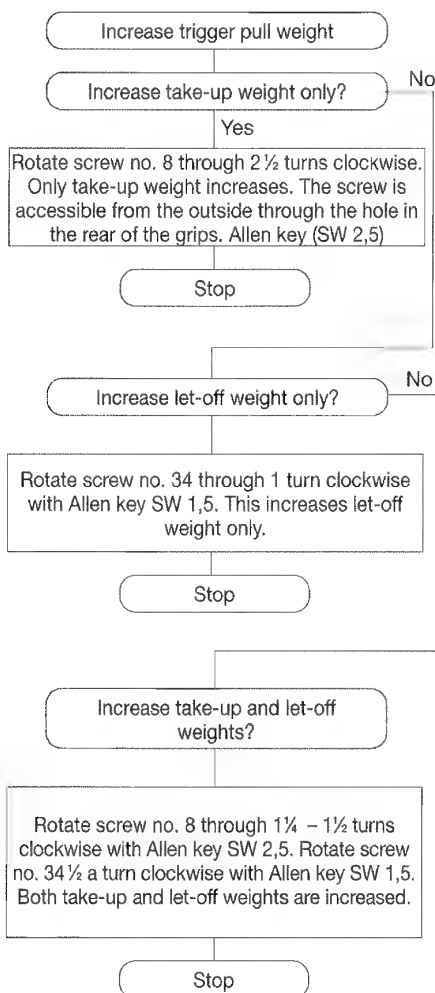 Increase trigger pull weight
Increase take-up weight only?
No
Yes
Rotate screw no. 8 through 2 ½ turns clockwise.
Only take-up weight increases. The screw is
accessible from the outside through the hole in
the rear of the grips. Allen key (SW 2,5)
Stop
Increase let-off weight only?
No
Rotate screw no. 34 through 1 turn clockwise
with Allen key SW 1,5. This increases let-off
weight only.
Stop
Increase take-up and let-off
weights?
Rotate screw no. 8 through 1¼ – 1½ turns
clockwise with Allen key SW 2,5. Rotate screw
no. 34 ½ a turn clockwise with Allen key SW 1,5.
Both take-up and let-off weights are increased.
Stop